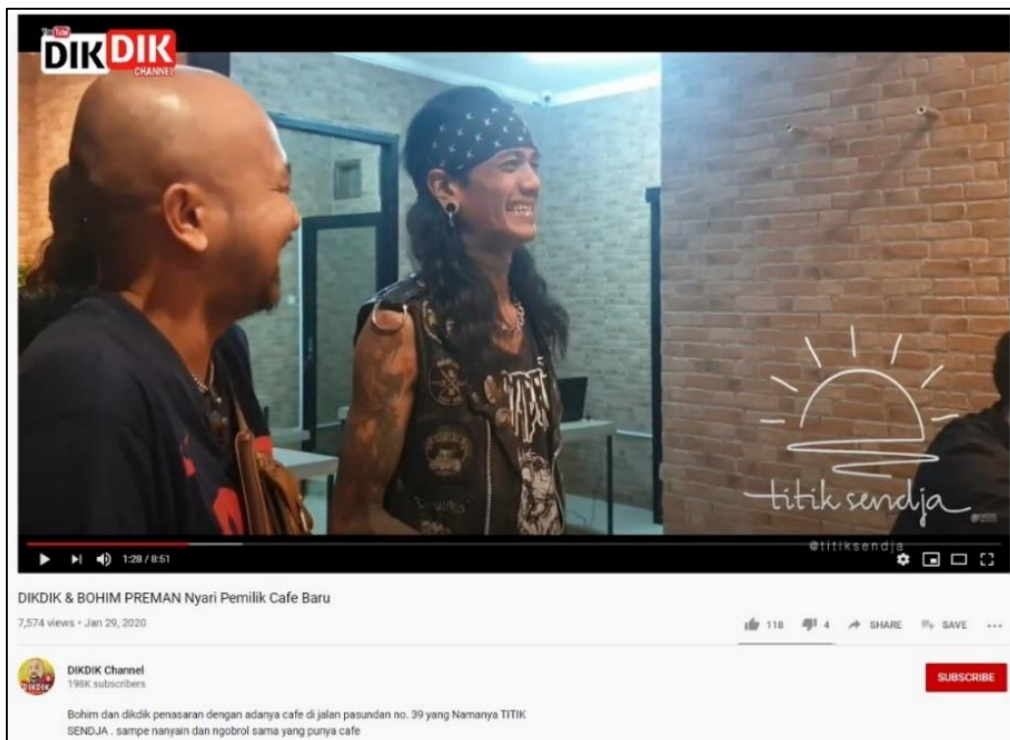 YouTube
DIKDIK
CHANNEL
titik sendja
@titiksendja
1:28 / 8:51
DIKDIK & BOHIM PREMAN Nyari Pemilik Cafe Baru
7,574 views • Jan 29, 2020
118 4 SHARE SAVE
DIKDIK Channel
198K subscribers
SUBSCRIBE
Bohim dan dikdik penasaran dengan adanya cafe di jalan pasundan no. 39 yang Namanya TITIK
SENDJA . sampe nanyain dan ngobrol sama yang punya cafe